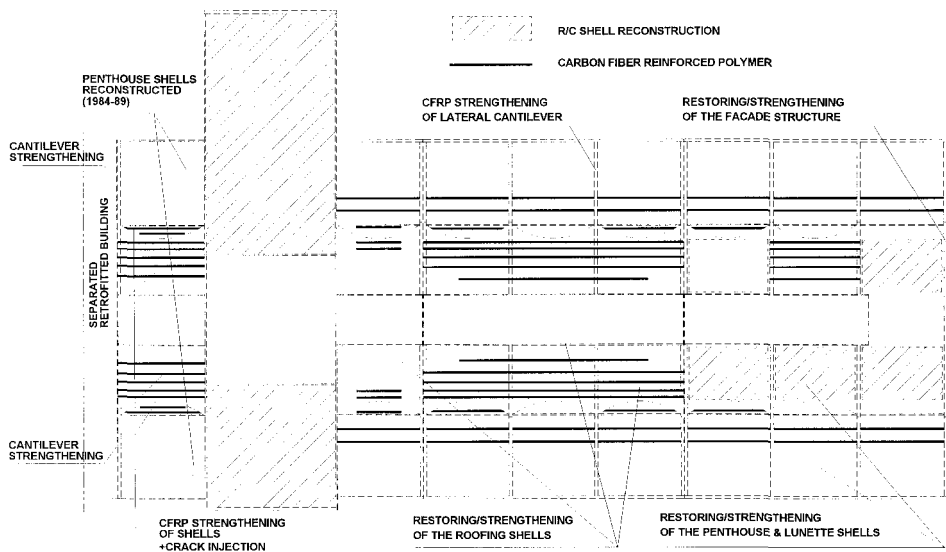 R/C SHELL RECONSTRUCTION
CARBON FIBER REINFORCED POLYMER
PENTHOUSE SHELLS
RECONSTRUCTED
(1984-89)
CFRP STRENGTHENING
OF LATERAL CANTILEVER
RESTORING/STRENGTHENING
OF THE FACADE STRUCTURE
CANTILEVER
STRENGTHENING
SEPARATED
RETROFITTED BUILDING
CANTILEVER
STRENGTHENING
CFRP STRENGTHENING
OF SHELLS
+CRACK INJECTION
RESTORING/STRENGTHENING
OF THE ROOFING SHELLS
RESTORING/STRENGTHENING
OF THE PENTHOUSE & LUNETTE SHELLS